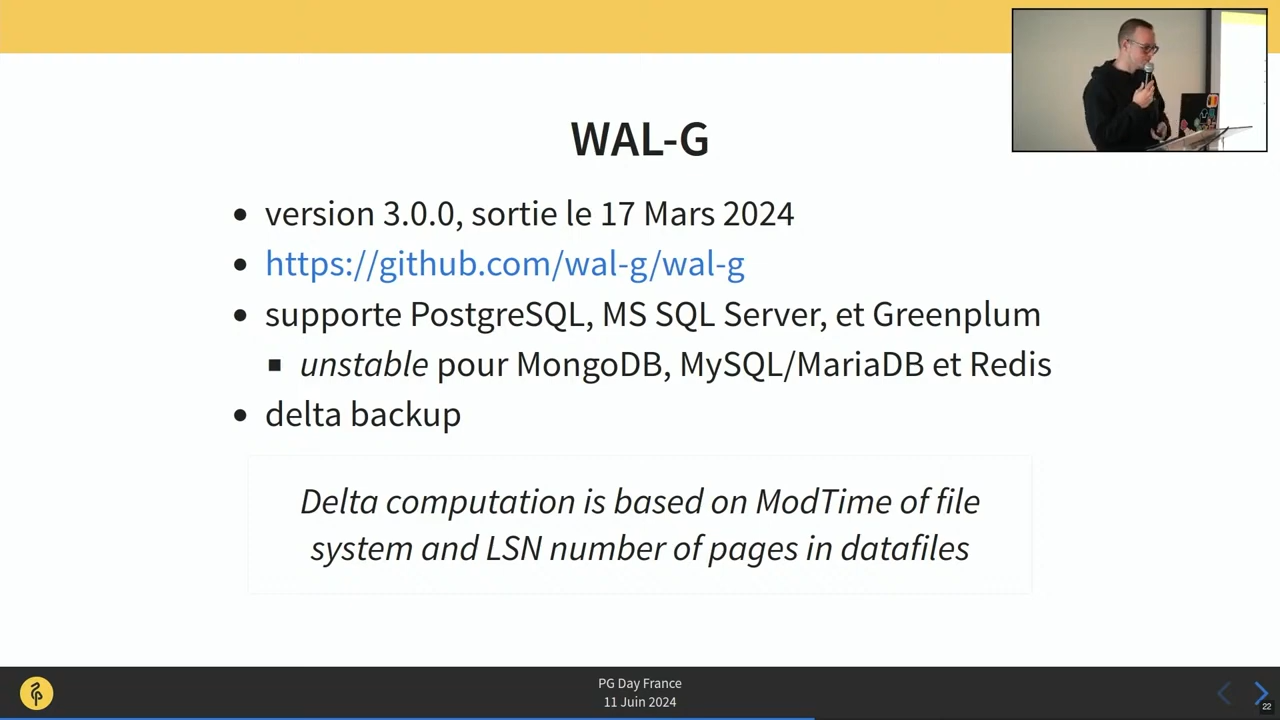 WAL-G
version 3.0.0, sortie le 17 Mars 2024
https://github.com/wal-g/wal-g
supporte PostgreSQL, MS SQL Server, et Greenplum
unstable pour MongoDB, MySQL/MariaDB et Redis
delta backup
Delta computation is based on ModTime of file
system and LSN number of pages in datafiles
PG Day France
11 Juin 2024
22